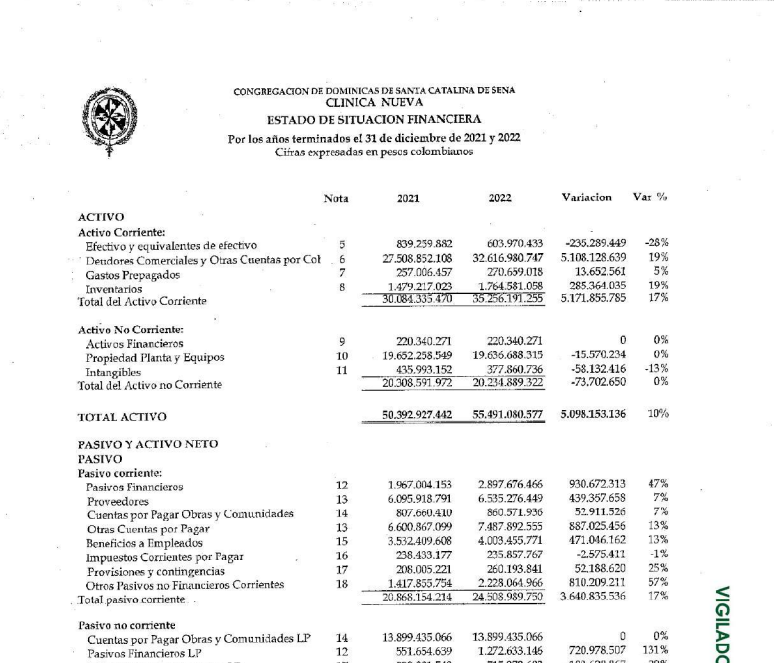 CONGREGACION DE DOMINICAS DE SANTA CATALINA DE SENA
CLINICA NUEVA
ESTADO DE SITUACION FINANCIERA
Por los años terminados el 31 de diciembre de 2021 y 2022
Cifras expresadas en pesos colombianos
Nota 2021 2022 Variacion Var %
ACTIVO
Activo Corriente:
Efectivo y equivalentes de efectivo 5 839.259.882 603.970.433 -235.289.449 -28%
Deudores Comerciales y Otras Cuentas por Col 6 27.508.852.108 32.616.980.747 5.108.128.639 19%
Gastos Prepagados 7 257.006.457 270.659.018 13.652.561 5%
Inventarios 8 1.479.217.023 1.764.581.058 285.364.035 19%
Total del Activo Corriente 30.084.335.470 35.256.191.255 5.171.855.785 17%
Activo No Corriente:
Activos Financieros 9 220.340.271 220.340.271 0 0%
Propiedad Planta y Equipos 10 19.652.258.549 19.636.688.315 -15.570.234 0%
Intangibles 11 435.993.152 377.860.736 -58.132.416 -13%
Total del Activo no Corriente 20.308.591.972 20.234.889.322 -73,702.650 0%
TOTAL ACTIVO 50.392.927.442 55.491.080.577 5.098.153.136 10%
PASIVO Y ACTIVO NETO
PASIVO
Pasivo corriente:
Pasivos Financieros 12 1.967.004.153 2.897.676.466 930.672.313 47%
Proveedores 13 6.095.918.791 6.535.276.449 439.357.658 7%
Cuentas por Pagar Obras y Comunidades 14 807.660.410 860.571.936 52.911.526 7%
Otras Cuentas por Pagar 13 6.600.867.099 7.487.892.555 887.025.456 13%
Beneficios a Empleados 15 3.532.409.608 4.003.455.771 471.046.162 13%
Impuestos Corrientes por Pagar 16 238.433.177 235.857.767 -2.575.411 -1%
Provisiones y contingencias 17 208.005.221 260.193.841 52.188.620 25%
Otros Pasivos no Financieros Corrientes 18 1.417.855.754 2.228.064.966 810.209.211 57%
Total pasivo corriente 20.868.154.214 24.508.989.750 3.640.835.536 17%
Pasivo no corriente
Cuentas por Pagar Obras y Comunidades LP 14 13.899.435.066 13.899.435.066 0 0%
Pasivos Financieros LP 12 551.654.639 1.272.633.146 720.978.507 131%
VIGILADO